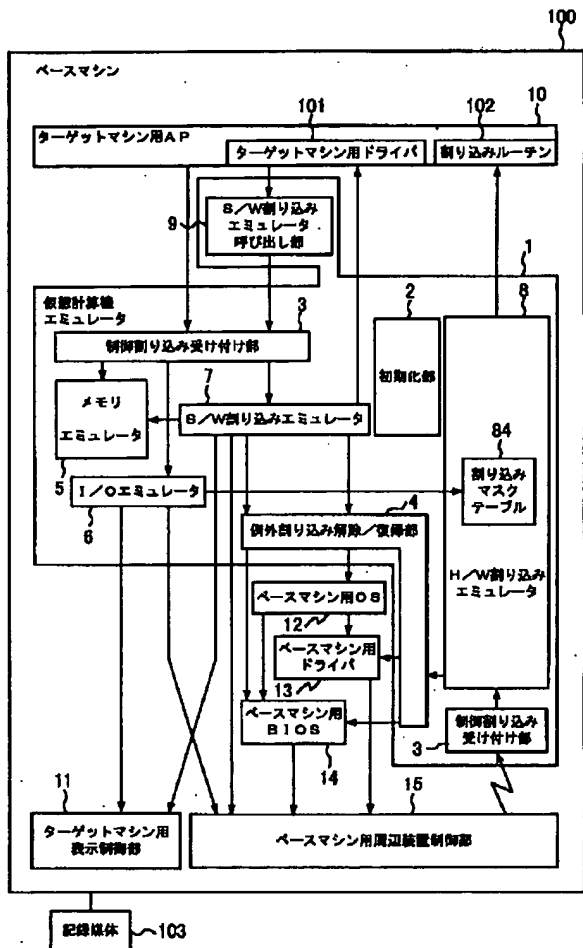 100
ベースマシン
101
102
10
ターゲットマシン用AP
ターゲットマシン用ドライバ
割り込みルーチン
9
S/W割り込み
エミュレータ
呼び出し部
1
仮想計算機
エミュレータ
3
制御割り込み受け付け部
2
初期化部
8
メモリ
エミュレータ
5
7
S/W割り込みエミュレータ
84
割り込み
マスク
テーブル
I/Oエミュレータ
6
4
例外割り込み解除/復帰部
H/W割り込み
エミュレータ
ベースマシン用OS
12
ベースマシン用
ドライバ
13
ベースマシン用
BIOS
14
制御割り込み
受け付け部
3
11
ターゲットマシン用
表示制御部
15
ベースマシン用周辺装置制御部
記録媒体
103